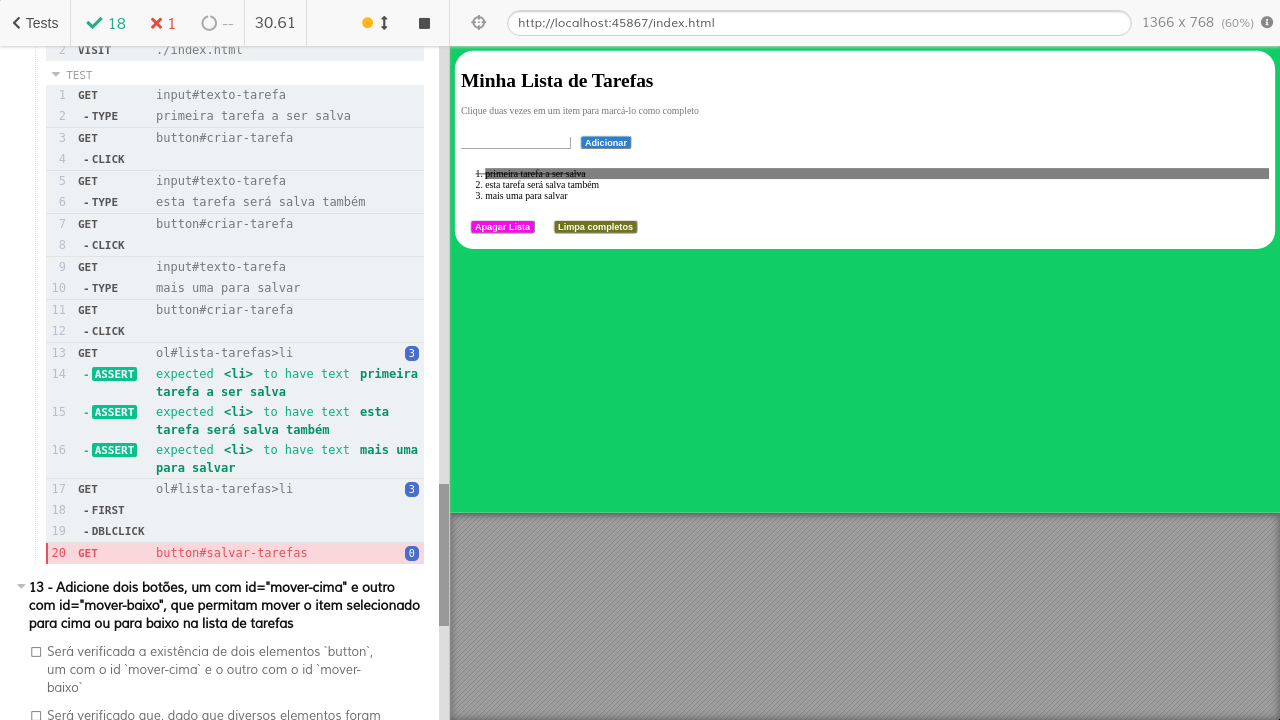 Tests 18 1 -- 30.61 http://localhost:45867/index.html 1366 x 768 (60%)
2 VISIT ./index.html
TEST
1 GET input#texto-tarefa
2 -TYPE primeira tarefa a ser salva
3 GET button#criar-tarefa
4 -CLICK
5 GET input#texto-tarefa
6 -TYPE esta tarefa será salva também
7 GET button#criar-tarefa
8 -CLICK
9 GET input#texto-tarefa
10 -TYPE mais uma para salvar
11 GET button#criar-tarefa
12 -CLICK
13 GET ol#lista-tarefas>li 3
14 -ASSERT expected <li> to have text primeira
tarefa a ser salva
15 -ASSERT expected <li> to have text esta
tarefa será salva também
16 -ASSERT expected <li> to have text mais uma
para salvar
17 GET ol#lista-tarefas>li 3
18 -FIRST
19 -DBLCLICK
20 GET button#salvar-tarefas 0
13 - Adicione dois botões, um com id="mover-cima" e outro
com id="mover-baixo", que permitam mover o item selecionado
para cima ou para baixo na lista de tarefas
Será verificada a existência de dois elementos `button`,
um com o id `mover-cima` e o outro com o id `mover-
baixo`
Será verificado que, dado que diversos elementos foram
Minha Lista de Tarefas
Clique duas vezes em um item para marcá-lo como completo
Adicionar
1. primeira tarefa a ser salva
2. esta tarefa será salva também
3. mais uma para salvar
Apagar Lista Limpa completos